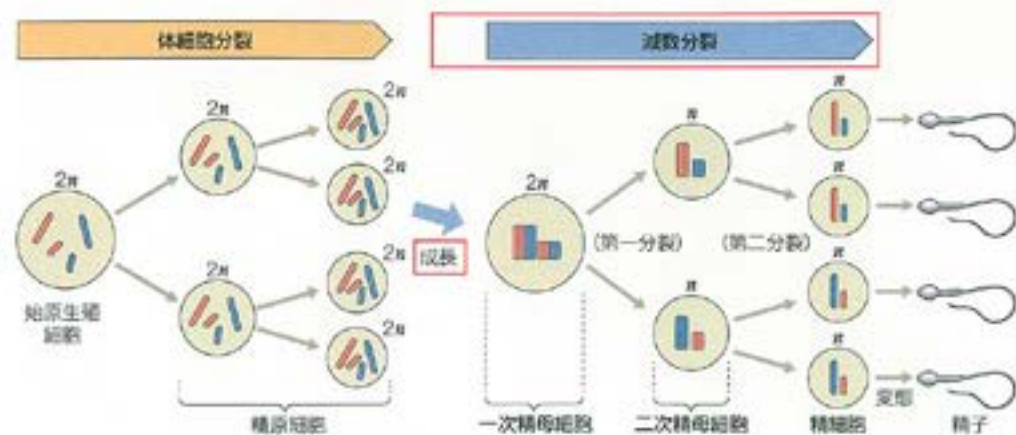 体細胞分裂
減数分裂
2n
2n
2n
2n
2n
2n
2n
2n
n
n
n
n
n
n
始原生殖
細胞
成長
(第一分裂)
(第二分裂)
変態
精原細胞
一次精母細胞
二次精母細胞
精細胞
精子